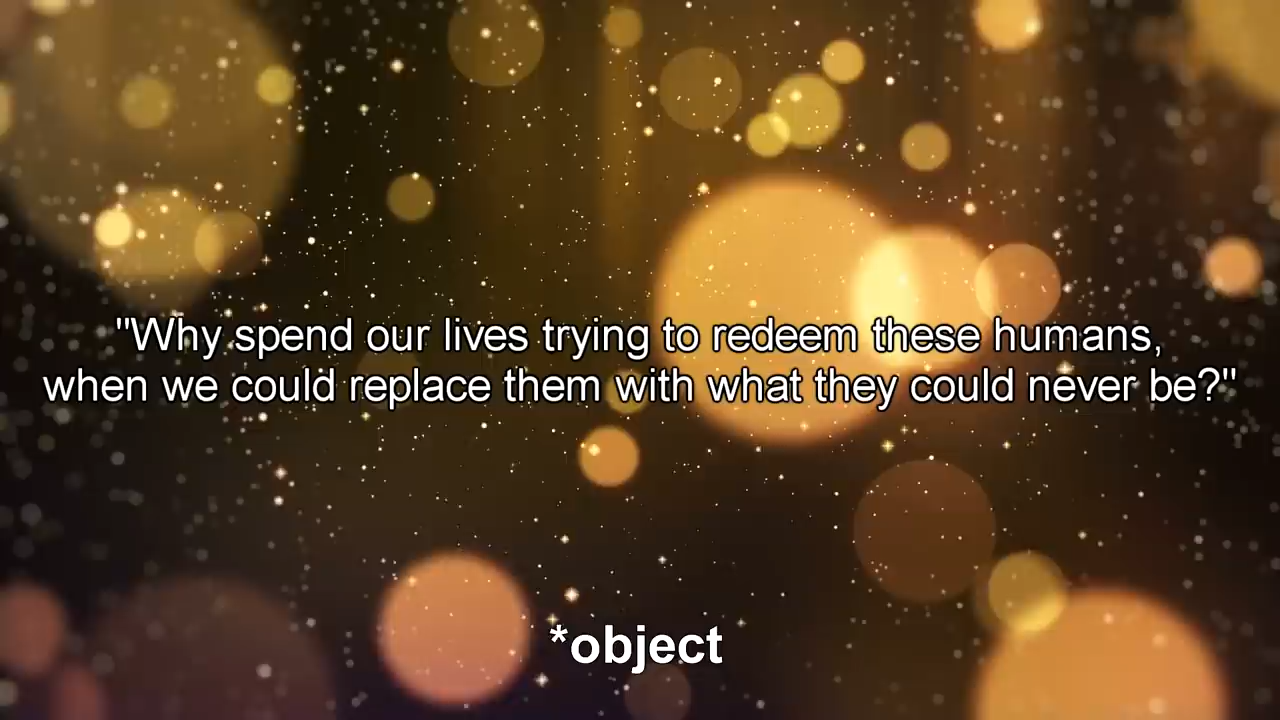 "Why spend our lives trying to redeem these humans,
when we could replace them with what they could never be?"
*object